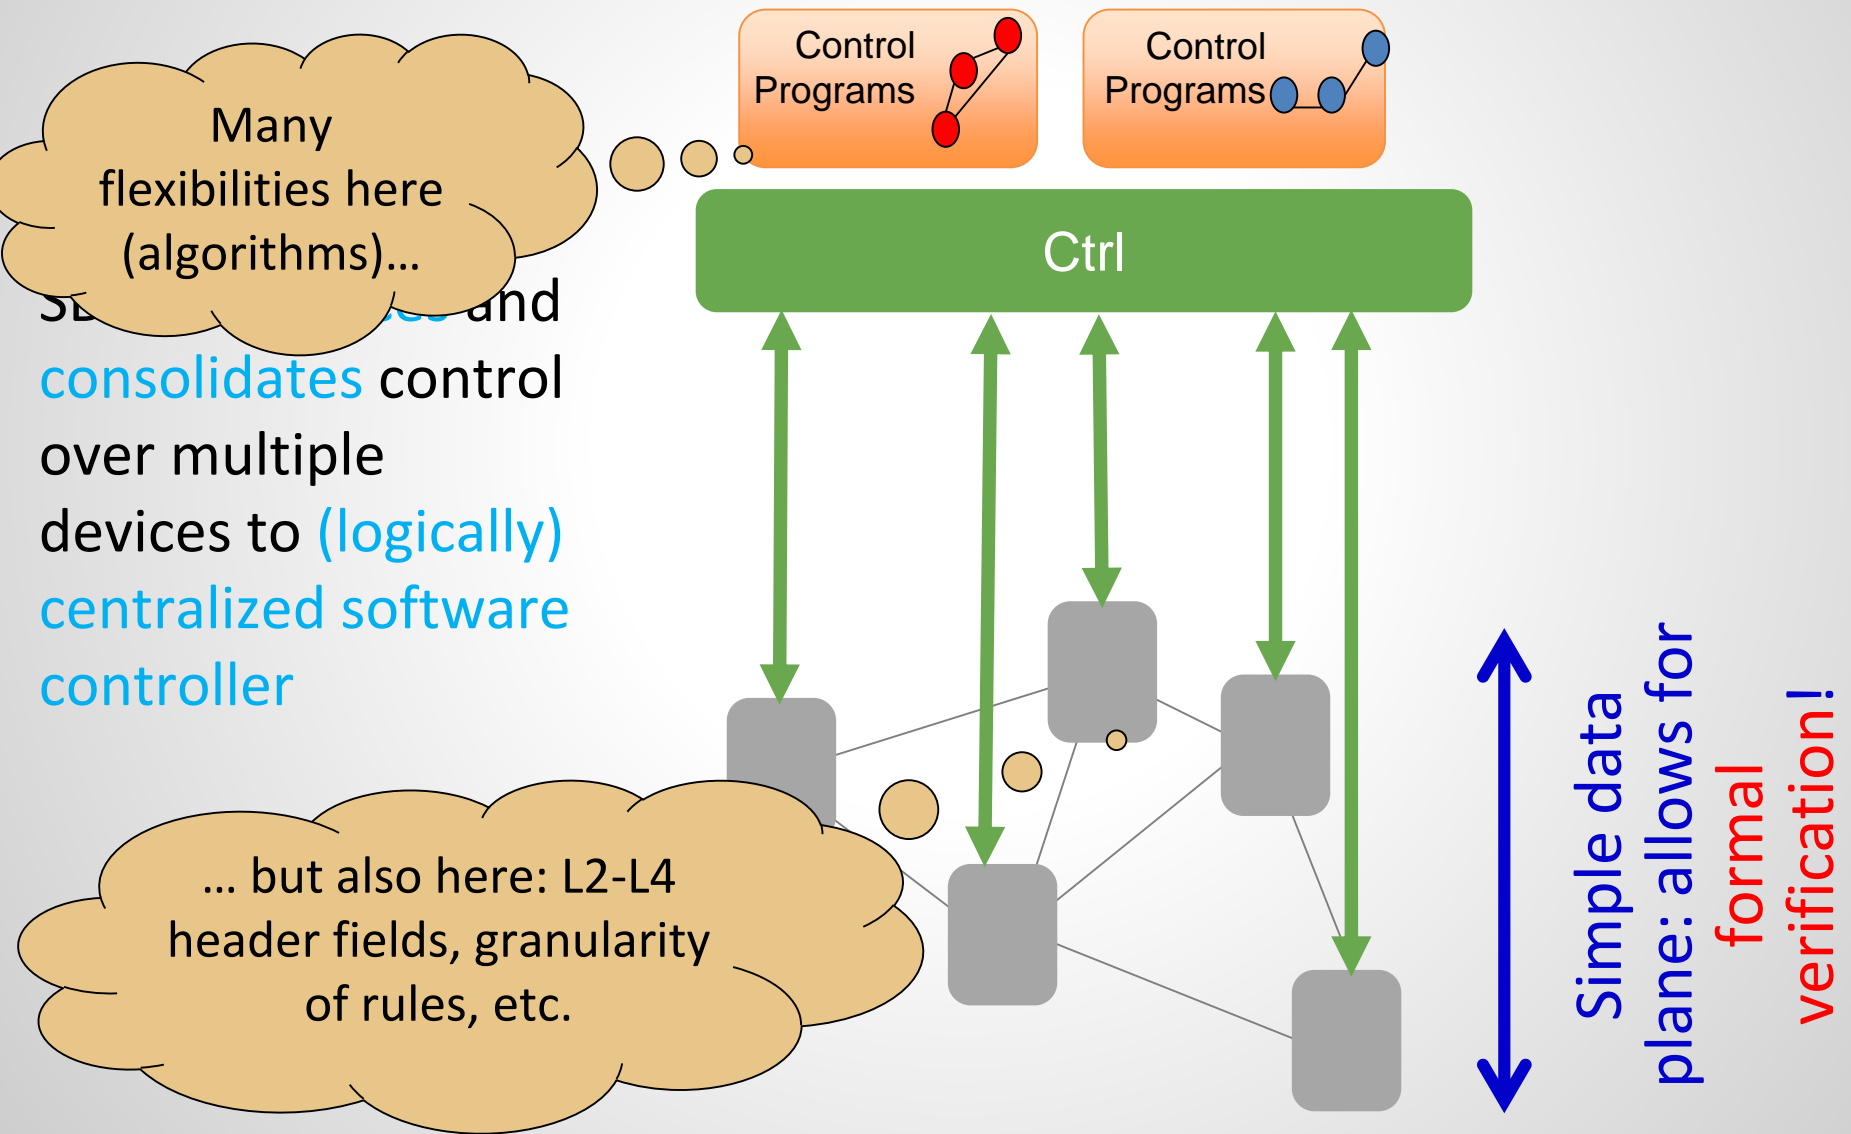 Many
flexibilities here
(algorithms)...
and
consolidates control
over multiple
devices to (logically)
centralized software
controller
... but also here: L2-L4
header fields, granularity
of rules, etc.
Control
Programs
Control
Programs
Ctrl
Simple data
plane: allows for
formal
verification!